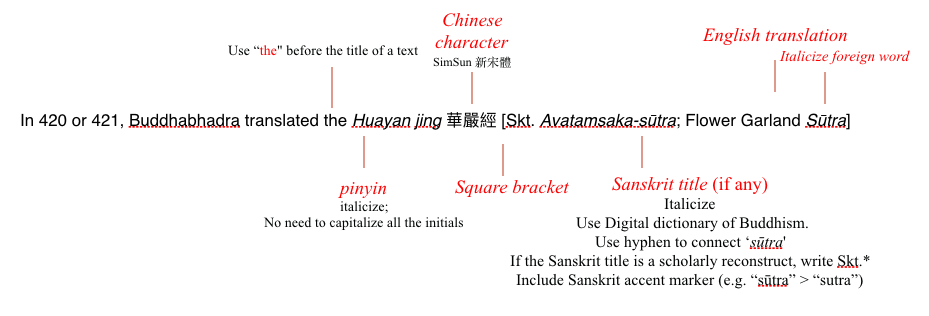 Chinese
character
English translation
Use “the" before the title of a text
SimSun 新宋體
Italicize foreign word
In 420 or 421, Buddhabhadra translated the Huayan jing 華嚴經 [Skt. Avatamsaka-sūtra; Flower Garland Sūtra]
pinyin
italicize;
No need to capitalize all the initials
Square bracket
Sanskrit title (if any)
Italicize
Use Digital dictionary of Buddhism.
Use hyphen to connect ‘sūtra'
If the Sanskrit title is a scholarly reconstruct, write Skt.*
Include Sanskrit accent marker (e.g. “sūtra” > “sutra”)